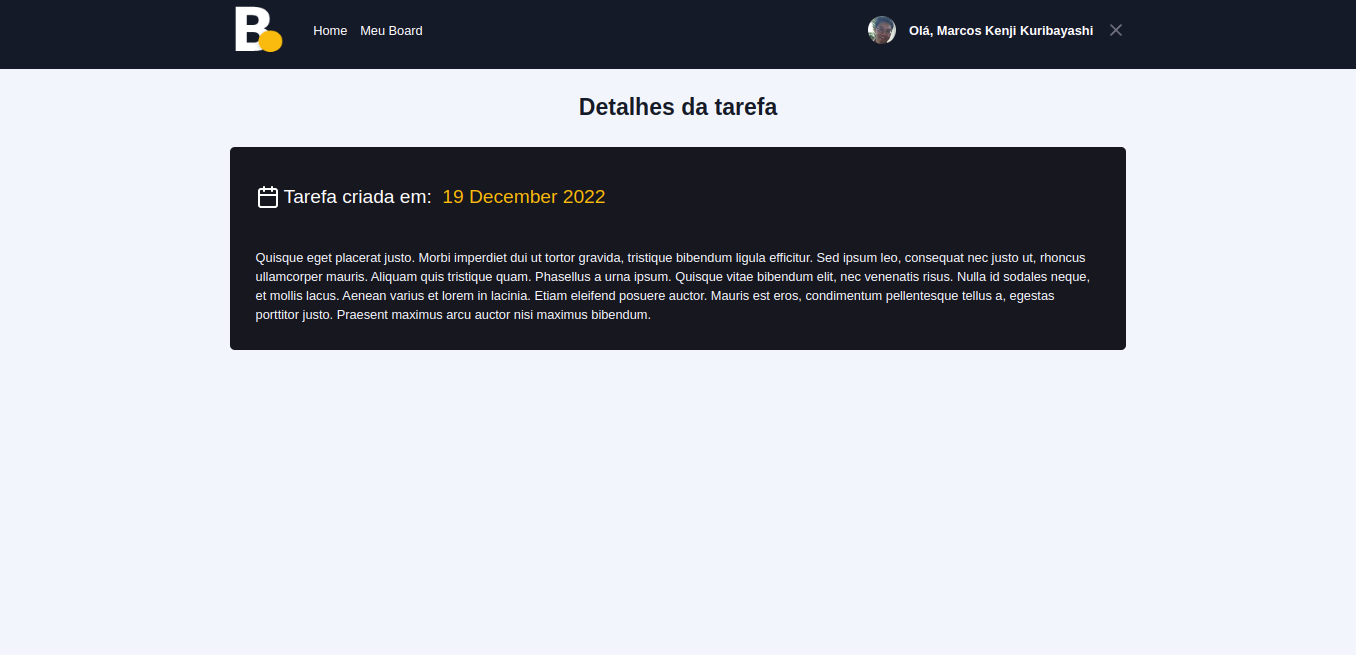 B
Home Meu Board
Olá, Marcos Kenji Kuribayashi
Detalhes da tarefa
Tarefa criada em: 19 December 2022
Quisque eget placerat justo. Morbi imperdiet dui ut tortor gravida, tristique bibendum ligula efficitur. Sed ipsum leo, consequat nec justo ut, rhoncus
ullamcorper mauris. Aliquam quis tristique quam. Phasellus a urna ipsum. Quisque vitae bibendum elit, nec venenatis risus. Nulla id sodales neque,
et mollis lacus. Aenean varius et lorem in lacinia. Etiam eleifend posuere auctor. Mauris est eros, condimentum pellentesque tellus a, egestas
porttitor justo. Praesent maximus arcu auctor nisi maximus bibendum.